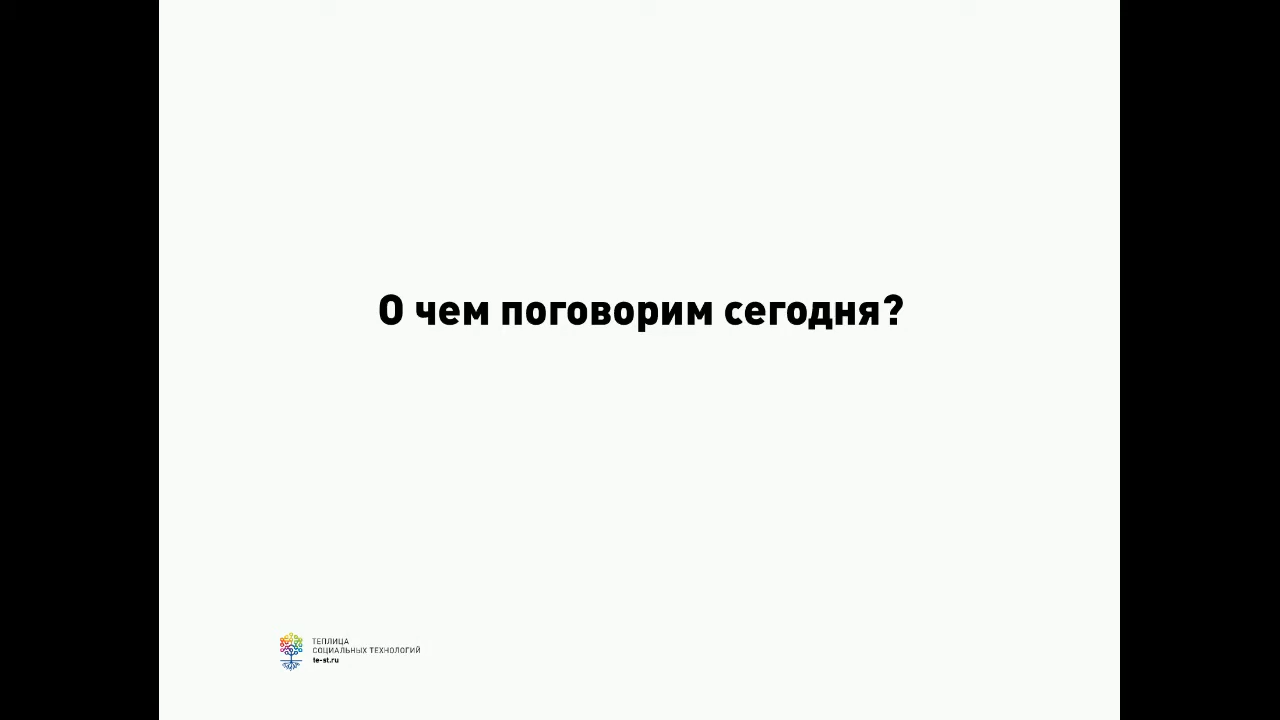 О чем поговорим сегодня?
ТЕПЛИЦА
СОЦИАЛЬНЫХ ТЕХНОЛОГИЙ
te-st.ru